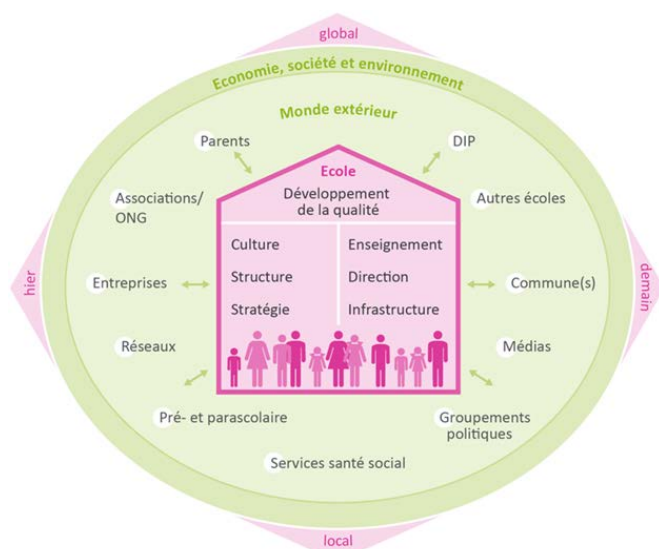 global
Economie, société et environnement
Monde extérieur
Parents
DIP
Ecole
Développement
de la qualité
Associations/
ONG
Autres écoles
Culture
Enseignement
hier
Entreprises
Structure
Direction
Commune(s)
demain
Stratégie
Infrastructure
Réseaux
Médias
Pré- et parascolaire
Groupements
politiques
Services santé social
local